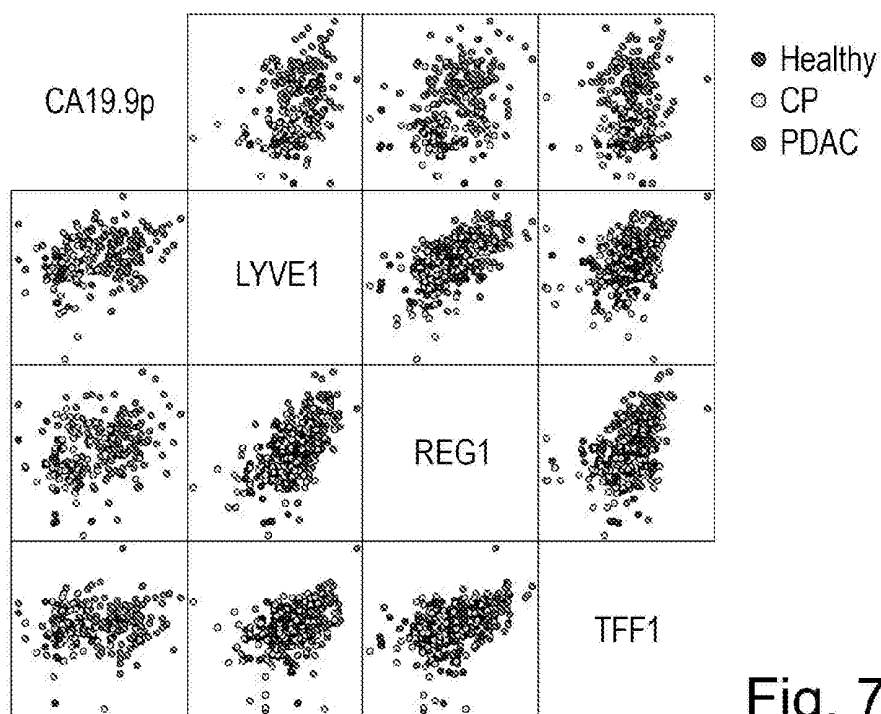 CA19.9p
Healthy
CP
PDAC
LYVE1
REG1
TFF1
Fig. 7